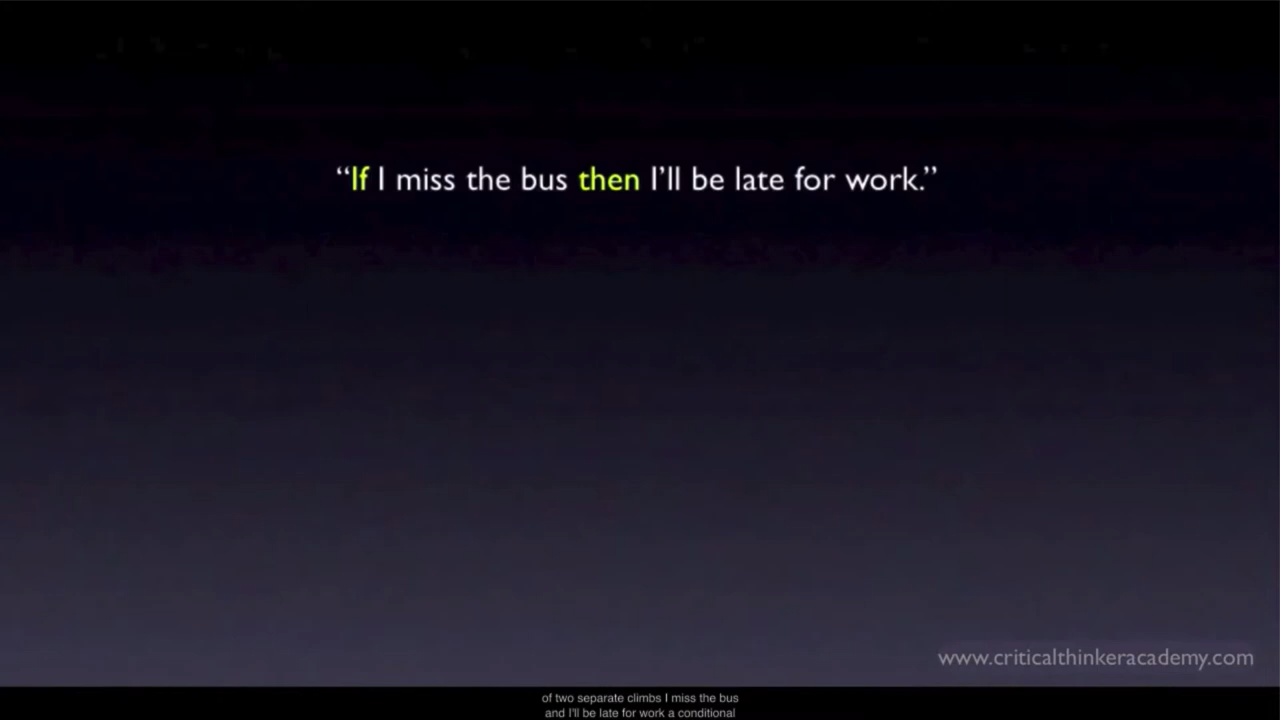 “If I miss the bus then I’ll be late for work.”
www.criticalthinkeracademy.com
of two separate climbs I miss the bus
and I'll be late for work a conditional